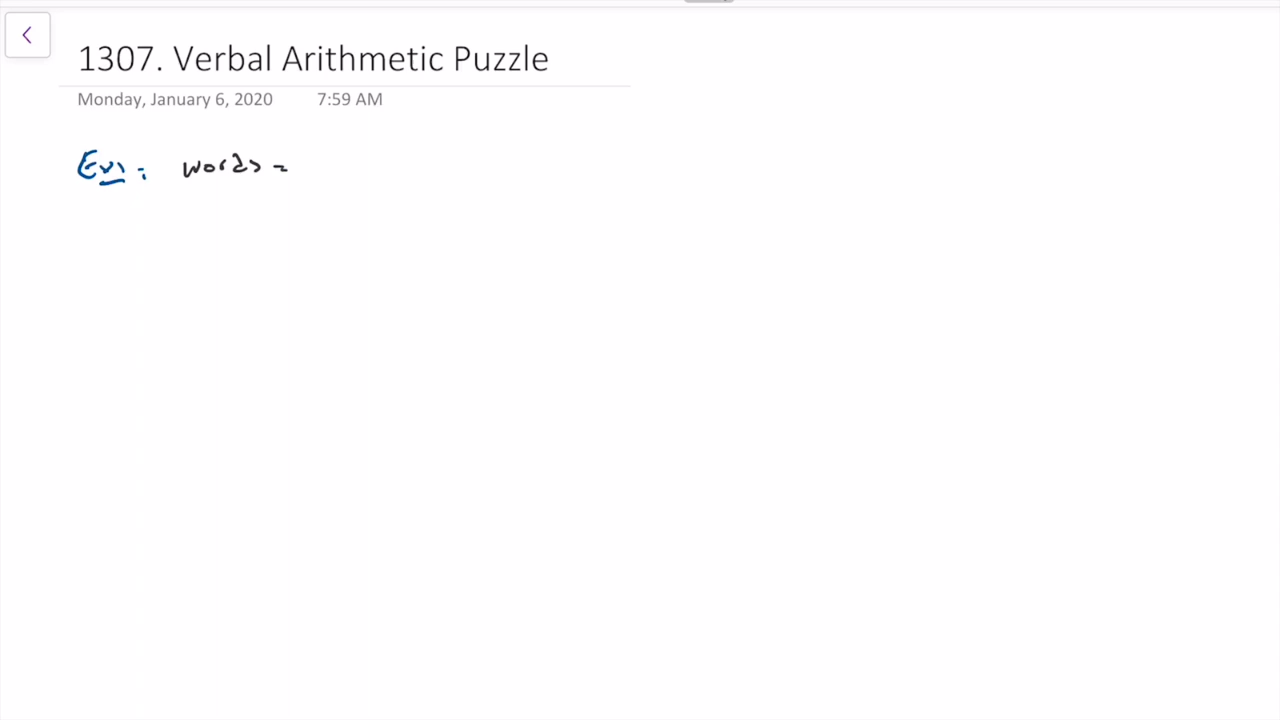 1307. Verbal Arithmetic Puzzle
Monday, January 6, 2020 7:59 AM
Ex1: words =